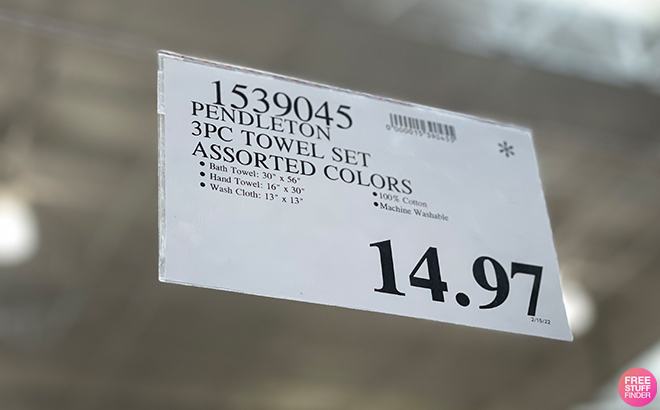 1539045
PENDLETON
3PC TOWEL SET
ASSORTED COLORS
• Bath Towel: 30" x 56"
• Hand Towel: 16" x 30"
• Wash Cloth: 13" x 13"
• 100% Cotton
• Machine Washable
*
14.97
2/15/22
FREE
STUFF
FINDER